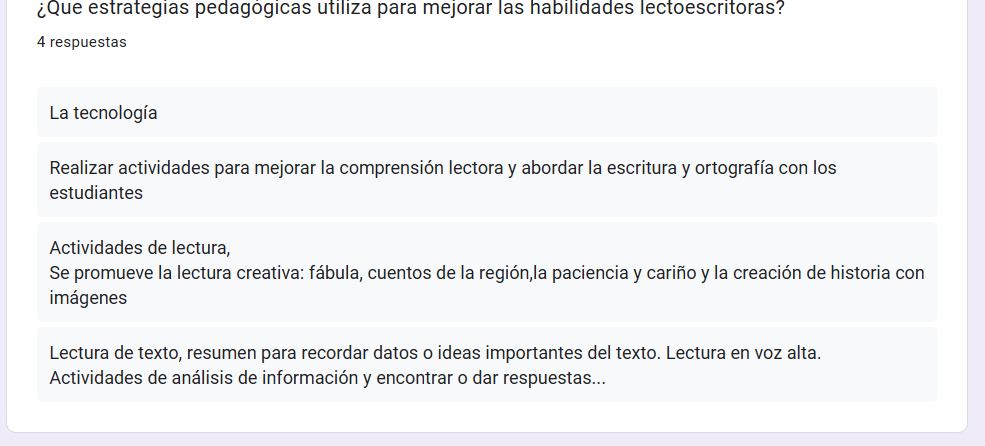 ¿Que estrategias pedagógicas utiliza para mejorar las habilidades lectoescritoras?
4 respuestas
La tecnología
Realizar actividades para mejorar la comprensión lectora y abordar la escritura y ortografía con los
estudiantes
Actividades de lectura,
Se promueve la lectura creativa: fábula, cuentos de la región,la paciencia y cariño y la creación de historia con
imágenes
Lectura de texto, resumen para recordar datos o ideas importantes del texto. Lectura en voz alta.
Actividades de análisis de información y encontrar o dar respuestas...